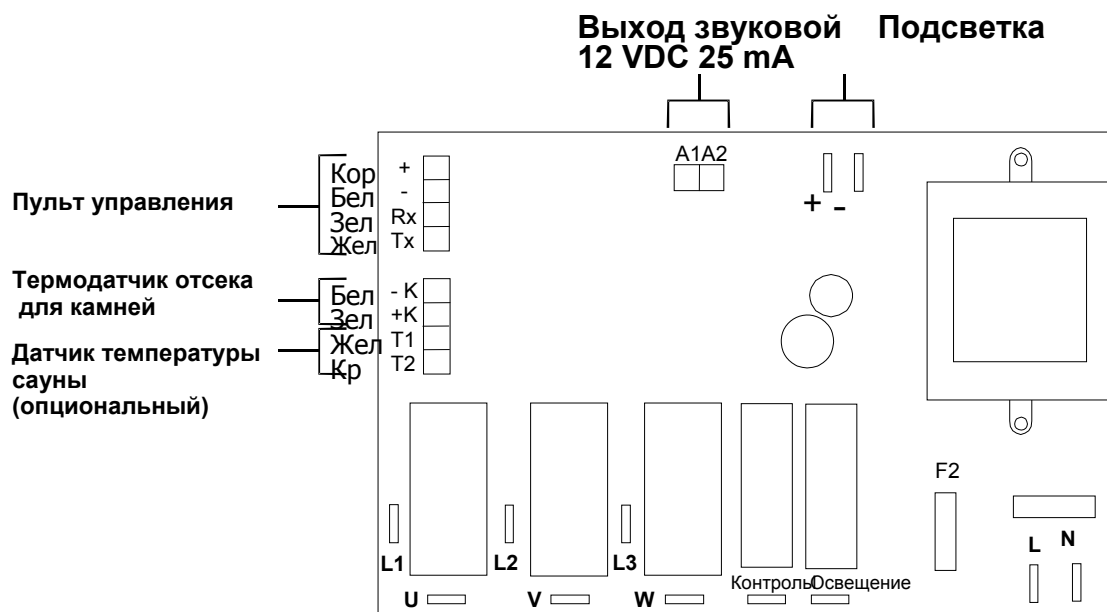 Выход звуковой Подсветка
12 VDC 25 mA
A1A2
+ -
Пульт управления
Кор +
Бел -
Зел Rx
Жел Tx
Термодатчик отсека
для камней
Бел - K
Зел +K
Жел T1
Кр T2
Датчик температуры
сауны
(опциональный)
F2
L1 L2 L3 L N
Контролы Освещение
U V W